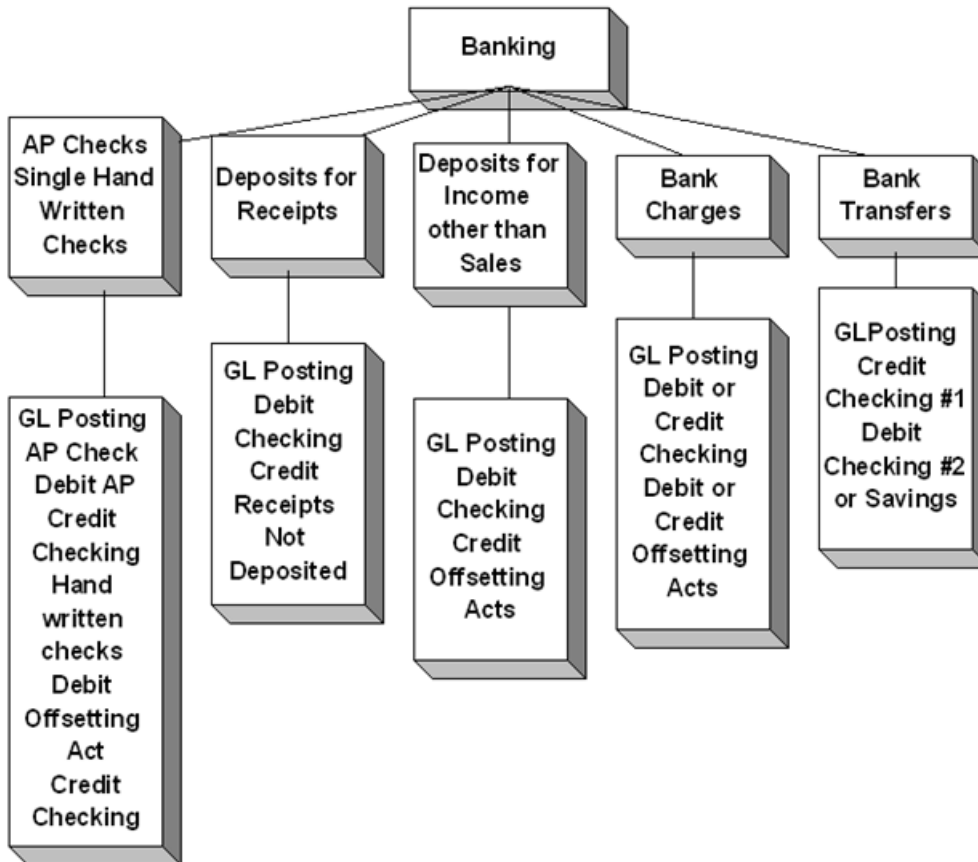 Banking
AP Checks
Single Hand
Written
Checks
Deposits for
Receipts
Deposits for
Income
other than
Sales
Bank
Charges
Bank
Transfers
GL Posting
AP Check
Debit AP
Credit
Checking
Hand
written
checks
Debit
Offsetting
Act
Credit
Checking
GL Posting
Debit
Checking
Credit
Receipts
Not
Deposited
GL Posting
Debit
Checking
Credit
Offsetting
Acts
GL Posting
Debit or
Credit
Checking
Debit or
Credit
Offsetting
Acts
GLPosting
Credit
Checking #1
Debit
Checking #2
or Savings